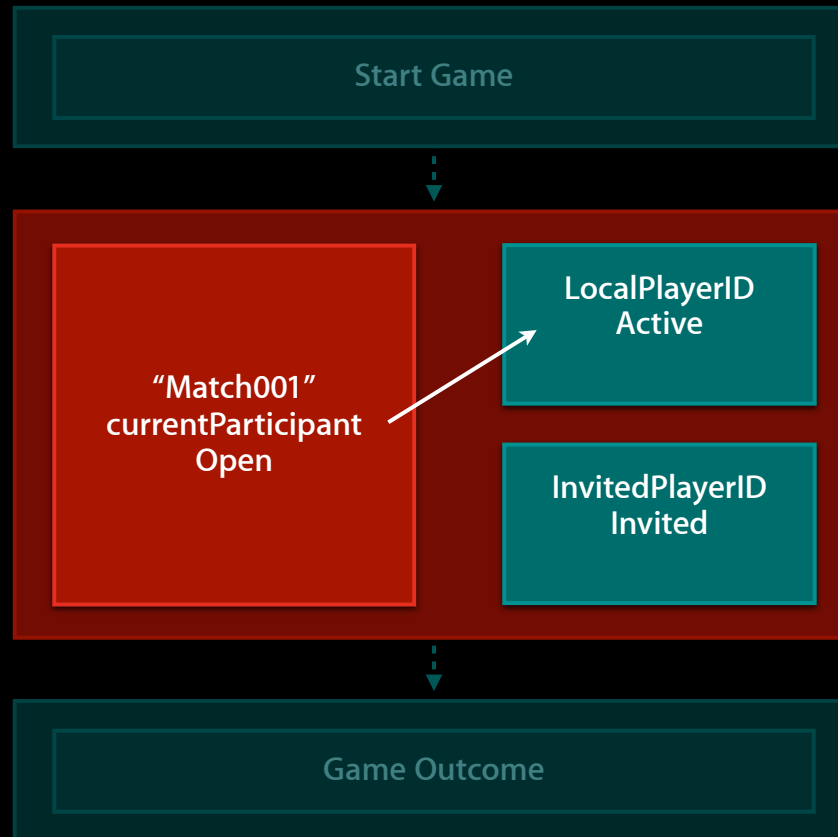 Start Game
“Match001”
currentParticipant
Open
LocalPlayerID
Active
InvitedPlayerID
Invited
Game Outcome